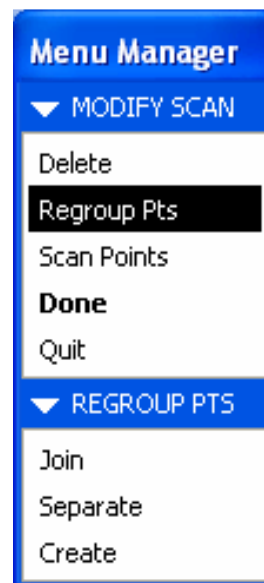 Menu Manager
MODIFY SCAN
Delete
Regroup Pts
Scan Points
Done
Quit
REGROUP PTS
Join
Separate
Create